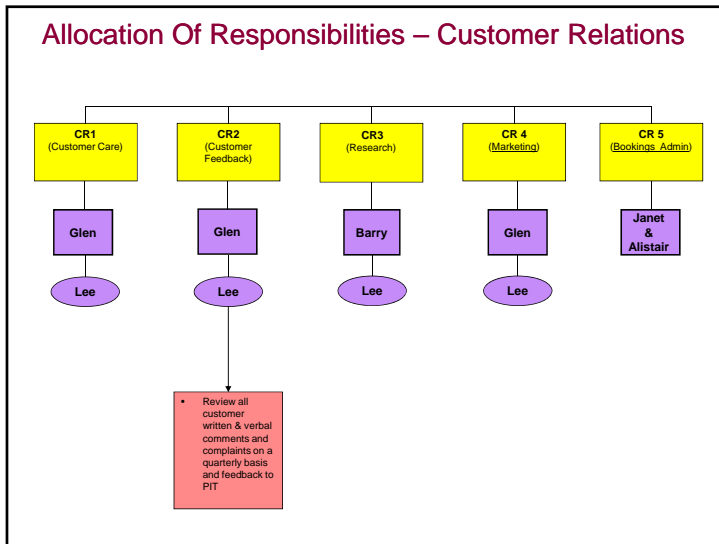 Allocation Of Responsibilities – Customer Relations
CR1
(Customer Care)
CR2
(Customer
Feedback)
CR3
(Research)
CR 4
(Marketing)
CR 5
(Bookings Admin)
Glen
Glen
Barry
Glen
Janet
&
Alistair
Lee
Lee
Lee
Lee
• Review all
customer
written & verbal
comments and
complaints on a
quarterly basis
and feedback to
PIT